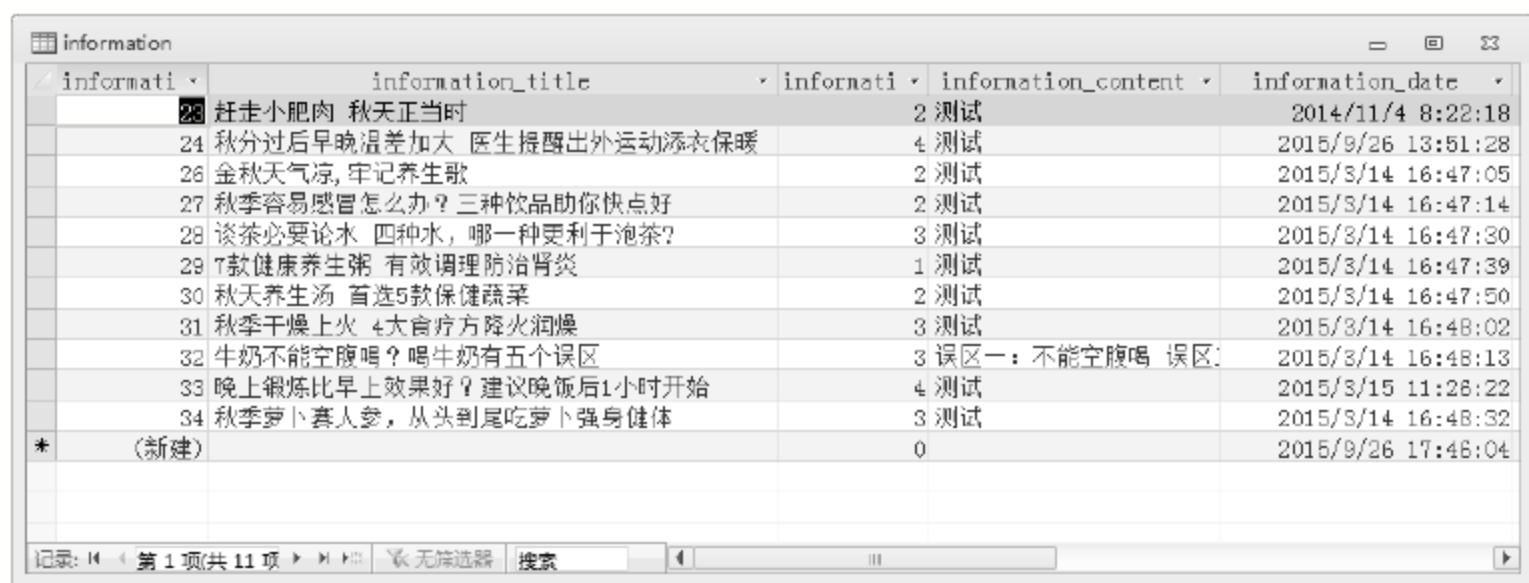 information
informati information_title informati information_content information_date
23 赶走小肥肉 秋天正当时 2 测试 2014/11/4 8:22:18
24 秋分过后早晚温差加大 医生提醒出外运动添衣保暖 4 测试 2015/9/26 13:51:28
26 金秋天气凉,牢记养生歌 2 测试 2015/3/14 16:47:05
27 秋季容易感冒怎么办？三种饮品助你快点好 2 测试 2015/3/14 16:47:14
28 谈茶必要论水 四种水，哪一种更利于泡茶? 3 测试 2015/3/14 16:47:30
29 7款健康养生粥 有效调理防治肾炎 1 测试 2015/3/14 16:47:39
30 秋天养生汤 首选5款保健蔬菜 2 测试 2015/3/14 16:47:50
31 秋季干燥上火 4大食疗方降火润燥 3 测试 2015/3/14 16:48:02
32 牛奶不能空腹喝？喝牛奶有五个误区 3 误区一：不能空腹喝 误区 2015/3/14 16:48:13
33 晚上锻炼比早上效果好？建议晚饭后1小时开始 4 测试 2015/3/15 11:26:22
34 秋季萝卜赛人参，从头到尾吃萝卜强身健体 3 测试 2015/3/14 16:48:32
* (新建) 0 2015/9/26 17:46:04
记录: 第 1 项(共 11 项 无筛选器 搜索